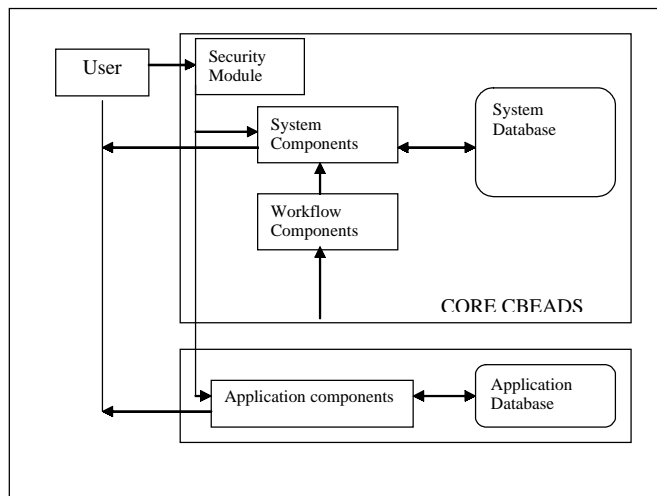 User
Security
Module
System
Components
System
Database
Workflow
Components
CORE CBEADS
Application components
Application
Database